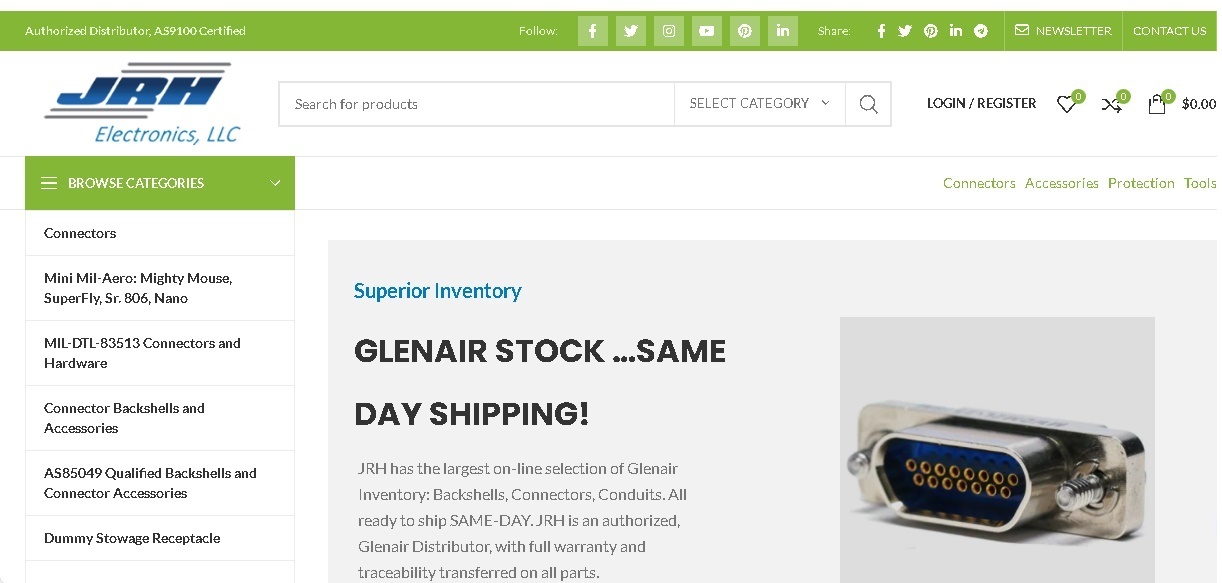 Authorized Distributor, AS9100 Certified
Follow:
Share:
NEWSLETTER
CONTACT US
JRH
Electronics, LLC
Search for products
SELECT CATEGORY
LOGIN / REGISTER
0
0
0
$0.00
BROWSE CATEGORIES
Connectors Accessories Protection Tools
Connectors
Mini Mil-Aero: Mighty Mouse,
SuperFly, Sr. 806, Nano
MIL-DTL-83513 Connectors and
Hardware
Connector Backshells and
Accessories
AS85049 Qualified Backshells and
Connector Accessories
Dummy Stowage Receptacle
Superior Inventory
GLENAIR STOCK ...SAME
DAY SHIPPING!
JRH has the largest on-line selection of Glenair
Inventory: Backshells, Connectors, Conduits. All
ready to ship SAME-DAY. JRH is an authorized,
Glenair Distributor, with full warranty and
traceability transferred on all parts.